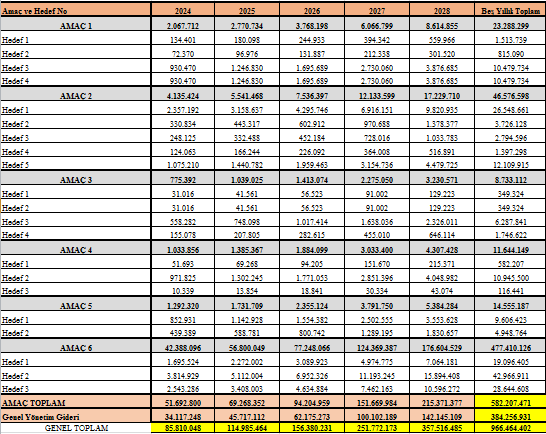 Amaç ve Hedef No 2024 2025 2026 2027 2028 Beş Yıllık Toplam
AMAÇ 1 2.067.712 2.770.734 3.768.198 6.066.799 8.614.855 23.288.299
Hedef 1 134.401 180.098 244.933 394.342 559.966 1.513.739
Hedef 2 72.370 96.976 131.887 212.338 301.520 815.090
Hedef 3 930.470 1.246.830 1.695.689 2.730.060 3.876.685 10.479.734
Hedef 4 930.470 1.246.830 1.695.689 2.730.060 3.876.685 10.479.734
AMAÇ 2 4.135.424 5.541.468 7.536.397 12.133.599 17.229.710 46.576.598
Hedef 1 2.357.192 3.158.637 4.295.746 6.916.151 9.820.935 26.548.661
Hedef 2 330.834 443.317 602.912 970.688 1.378.377 3.726.128
Hedef 3 248.125 332.488 452.184 728.016 1.033.783 2.794.596
Hedef 4 124.063 166.244 226.092 364.008 516.891 1.397.298
Hedef 5 1.075.210 1.440.782 1.959.463 3.154.736 4.479.725 12.109.915
AMAÇ 3 775.392 1.039.025 1.413.074 2.275.050 3.230.571 8.733.112
Hedef 1 31.016 41.561 56.523 91.002 129.223 349.324
Hedef 2 31.016 41.561 56.523 91.002 129.223 349.324
Hedef 3 558.282 748.098 1.017.414 1.638.036 2.326.011 6.287.841
Hedef 4 155.078 207.805 282.615 455.010 646.114 1.746.622
AMAÇ 4 1.033.856 1.385.367 1.884.099 3.033.400 4.307.428 11.644.149
Hedef 1 51.693 69.268 94.205 151.670 215.371 582.207
Hedef 2 971.825 1.302.245 1.771.053 2.851.396 4.048.982 10.945.500
Hedef 3 10.339 13.854 18.841 30.334 43.074 116.441
AMAÇ 5 1.292.320 1.731.709 2.355.124 3.791.750 5.384.284 14.555.187
Hedef 1 852.931 1.142.928 1.554.382 2.502.555 3.553.628 9.606.423
Hedef 2 439.389 588.781 800.742 1.289.195 1.830.657 4.948.764
AMAÇ 6 42.388.096 56.800.049 77.248.066 124.369.387 176.604.529 477.410.126
Hedef 1 1.695.524 2.272.002 3.089.923 4.974.775 7.064.181 19.096.405
Hedef 2 3.814.929 5.112.004 6.952.326 11.193.245 15.894.408 42.966.911
Hedef 3 2.543.286 3.408.003 4.634.884 7.462.163 10.596.272 28.644.608
AMAÇ TOPLAM 51.692.800 69.268.352 94.204.959 151.669.984 215.371.377 582.207.471
Genel Yönetim Gideri 34.117.248 45.717.112 62.175.273 100.102.189 142.145.109 384.256.931
GENEL TOPLAM 85.810.048 114.985.464 156.380.231 251.772.173 357.516.485 966.464.402